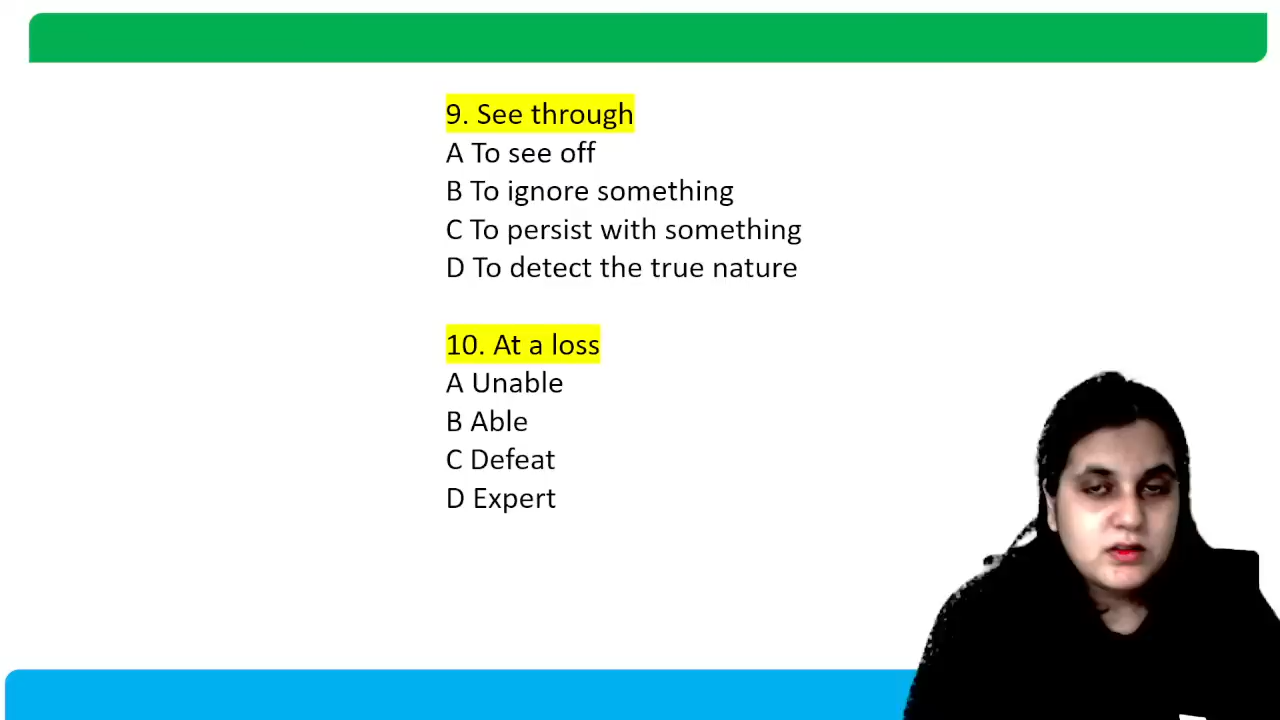 9. See through
A To see off
B To ignore something
C To persist with something
D To detect the true nature
10. At a loss
A Unable
B Able
C Defeat
D Expert